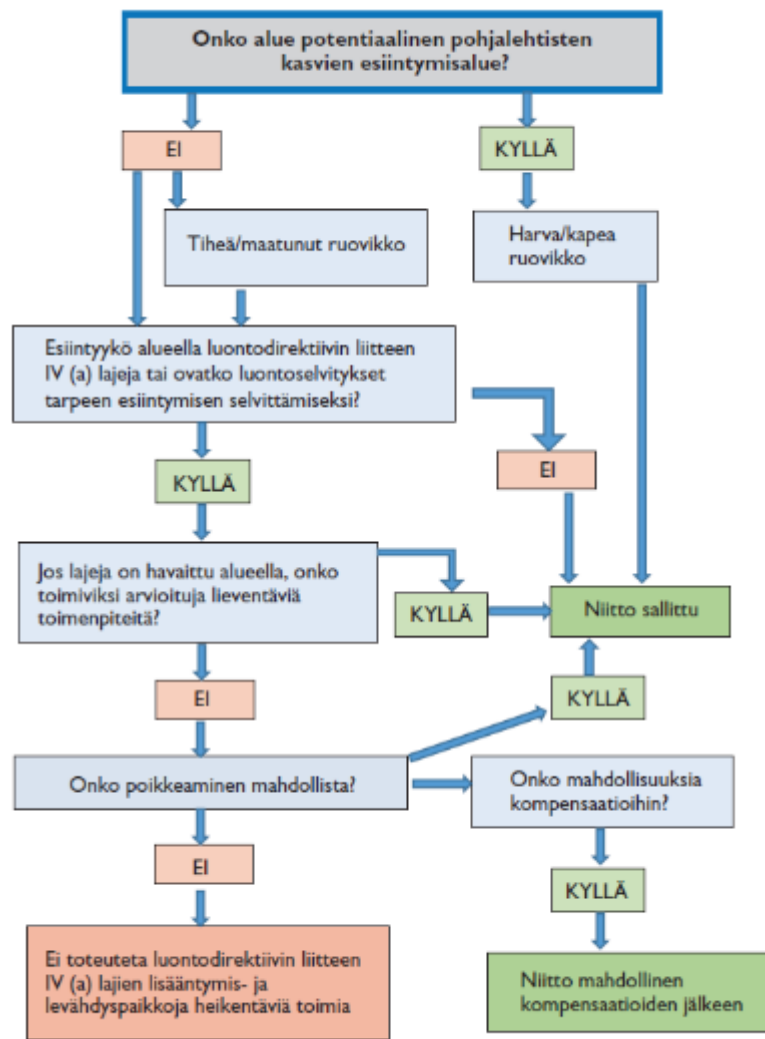 Onko alue potentiaalinen pohjalehtisten
kasvien esiintymisalue?
EI
KYLLÄ
Tiheä/maatunut ruovikko
Harva/kapea
ruovikko
Esiintyykö alueella luontodirektiivin liitteen
IV (a) lajeja tai ovatko luontoselvitykset
tarpeen esiintymisen selvittämiseksi?
EI
KYLLÄ
Jos lajeja on havaittu alueella, onko
toimiviksi arvioituja lieventäviä
toimenpiteitä?
KYLLÄ
Niitto sallittu
EI
KYLLÄ
Onko poikkeaminen mahdollista?
Onko mahdollisuuksia
kompensaatioihin?
EI
KYLLÄ
Ei toteuteta luontodirektiivin liitteen
IV (a) lajien lisääntymis- ja
levähdyspaikkoja heikentäviä toimia
Niitto mahdollinen
kompensaatioiden jälkeen